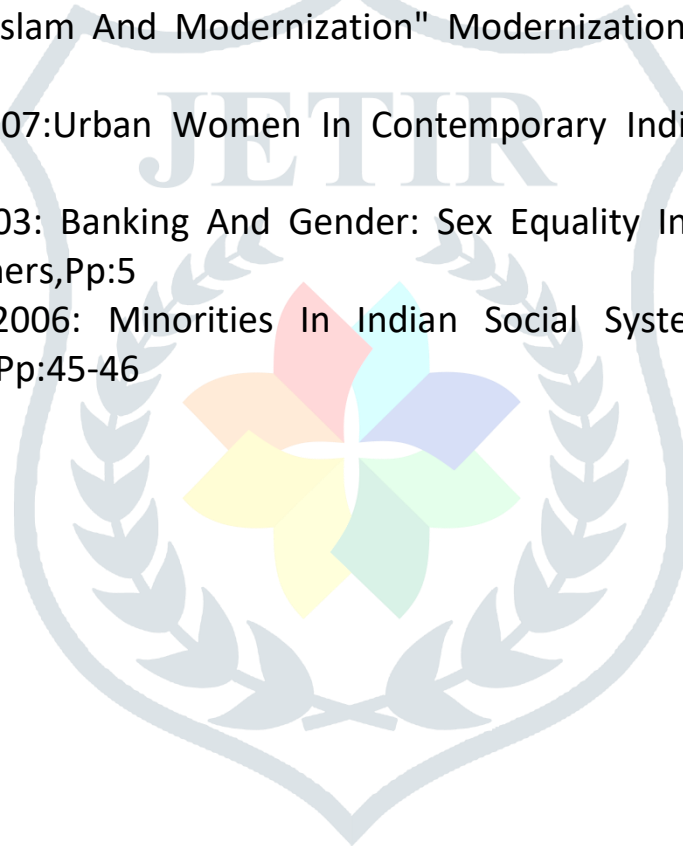 slam And Modernization" Modernization
JETIR
07:Urban Women In Contemporary Indi
03: Banking And Gender: Sex Equality In
ners,Pp:5
2006: Minorities In Indian Social Syste
Pp:45-46